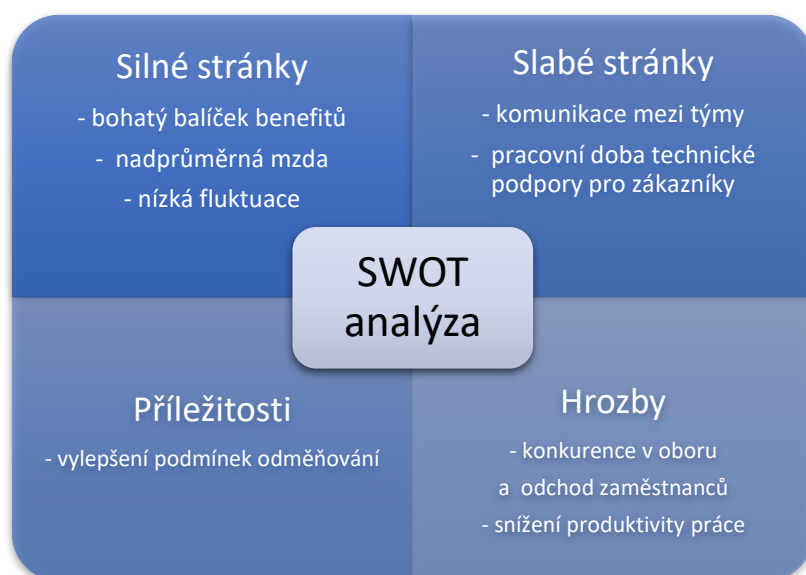 Silné stránky
- bohatý balíček benefitů
- nadprůměrná mzda
- nízká fluktuace
Slabé stránky
- komunikace mezi týmy
- pracovní doba technické
podpory pro zákazníky
SWOT
analýza
Příležitosti
- vylepšení podmínek odměňování
Hrozby
- konkurence v oboru
a odchod zaměstnanců
- snížení produktivity práce